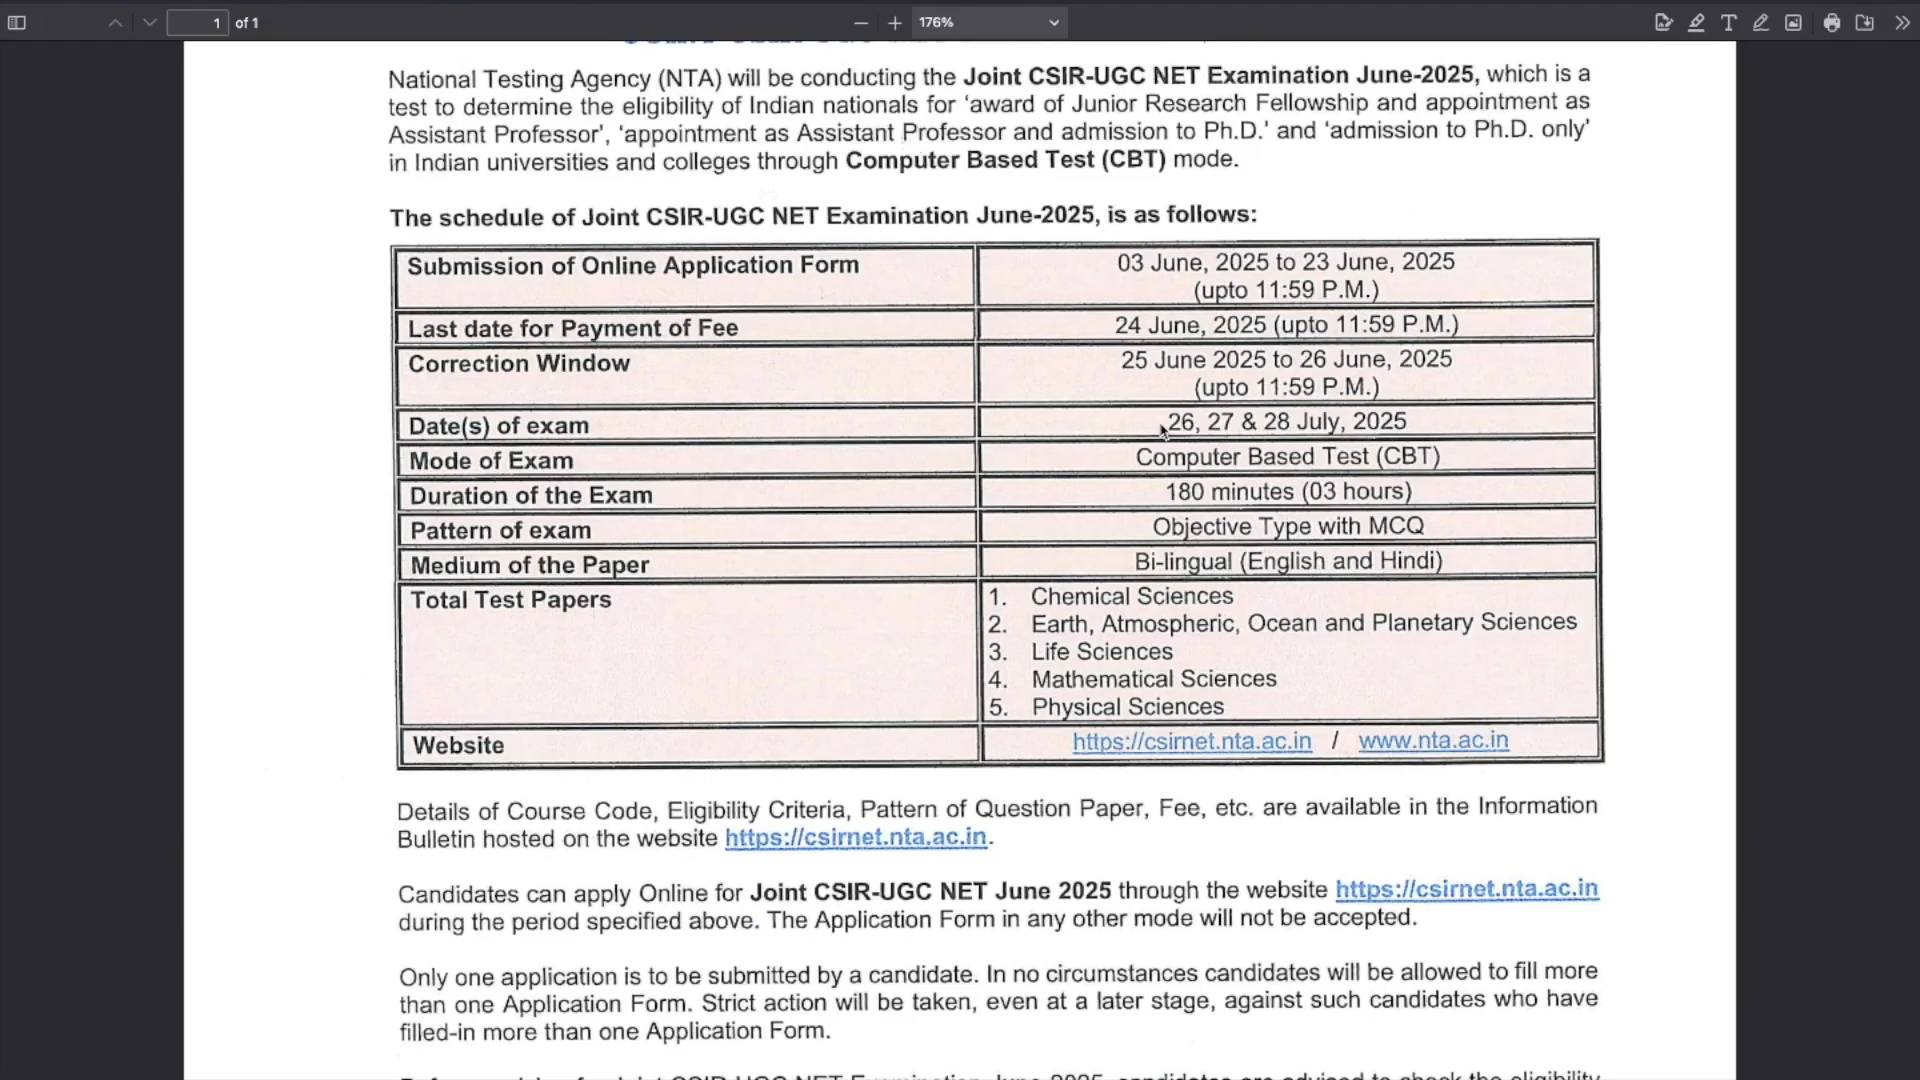 1 of 1
176%
National Testing Agency (NTA) will be conducting the Joint CSIR-UGC NET Examination June-2025, which is a
test to determine the eligibility of Indian nationals for ‘award of Junior Research Fellowship and appointment as
Assistant Professor’, ‘appointment as Assistant Professor and admission to Ph.D.’ and ‘admission to Ph.D. only’
in Indian universities and colleges through Computer Based Test (CBT) mode.
The schedule of Joint CSIR-UGC NET Examination June-2025, is as follows:
Submission of Online Application Form 03 June, 2025 to 23 June, 2025
(upto 11:59 P.M.)
Last date for Payment of Fee 24 June, 2025 (upto 11:59 P.M.)
Correction Window 25 June 2025 to 26 June, 2025
(upto 11:59 P.M.)
Date(s) of exam 26, 27 & 28 July, 2025
Mode of Exam Computer Based Test (CBT)
Duration of the Exam 180 minutes (03 hours)
Pattern of exam Objective Type with MCQ
Medium of the Paper Bi-lingual (English and Hindi)
Total Test Papers 1. Chemical Sciences
2. Earth, Atmospheric, Ocean and Planetary Sciences
3. Life Sciences
4. Mathematical Sciences
5. Physical Sciences
Website https://csirnet.nta.ac.in / www.nta.ac.in
Details of Course Code, Eligibility Criteria, Pattern of Question Paper, Fee, etc. are available in the Information
Bulletin hosted on the website https://csirnet.nta.ac.in.
Candidates can apply Online for Joint CSIR-UGC NET June 2025 through the website https://csirnet.nta.ac.in
during the period specified above. The Application Form in any other mode will not be accepted.
Only one application is to be submitted by a candidate. In no circumstances candidates will be allowed to fill more
than one Application Form. Strict action will be taken, even at a later stage, against such candidates who have
filled-in more than one Application Form.
CSIR-UGC NET Examination June 2025, candidates are advised to check the eligibility